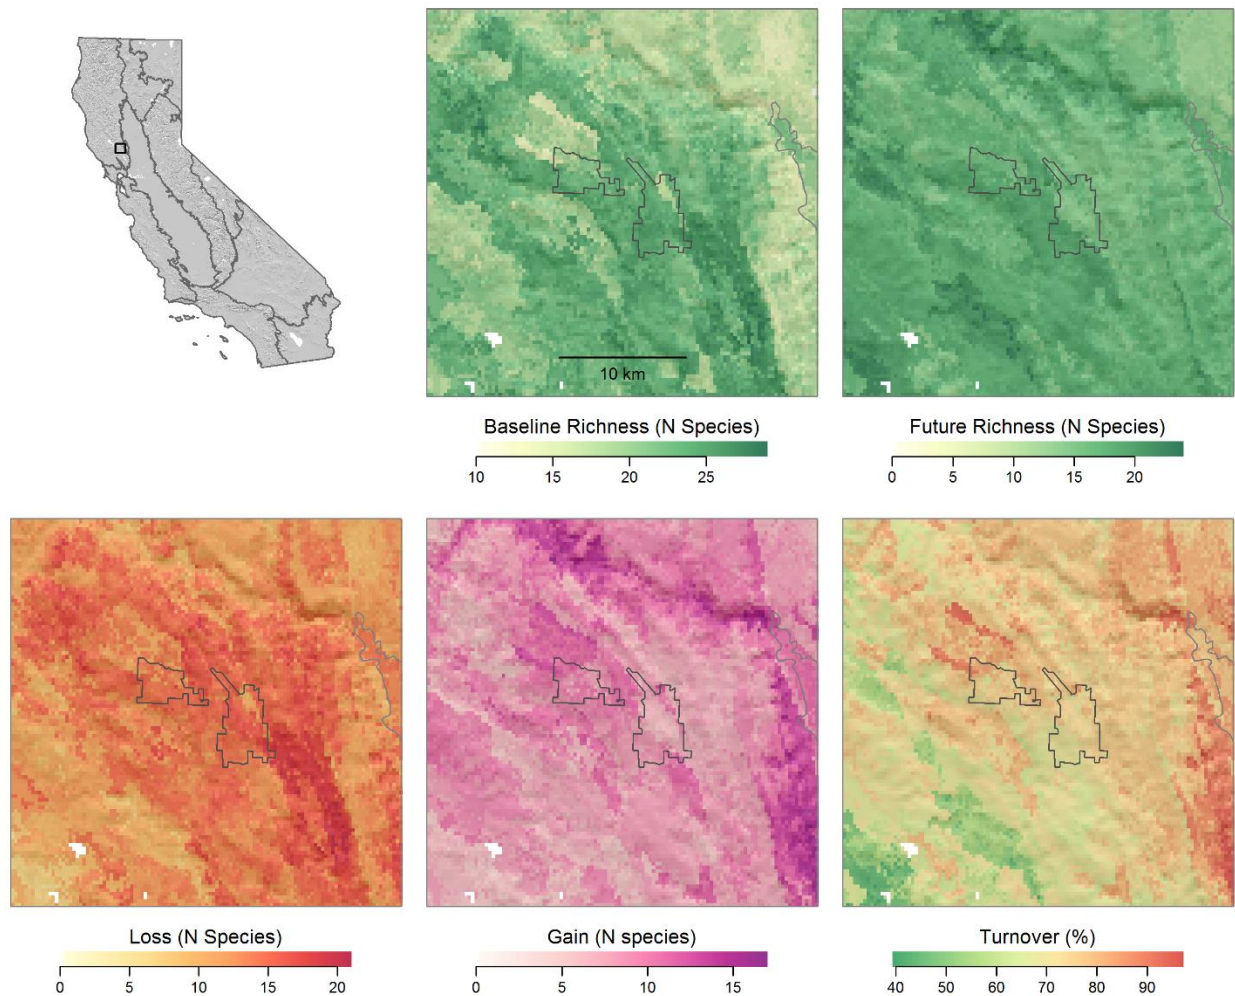 10 km
Baseline Richness (N Species)
10 15 20 25
Future Richness (N Species)
0 5 10 15 20
Loss (N Species)
0 5 10 15 20
Gain (N species)
0 5 10 15
Turnover (%)
40 50 60 70 80 90